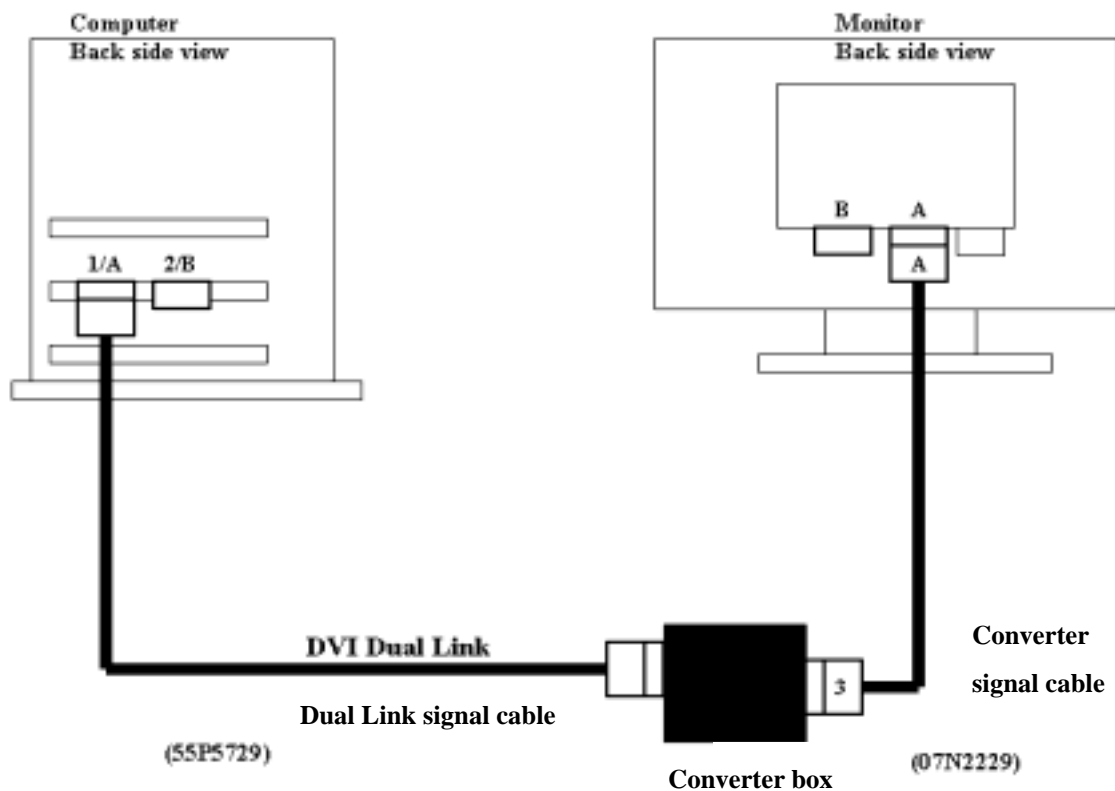 Computer
Back side view
Monitor
Back side view
B
A
1/A
2/B
A
DVI Dual Link
3
Converter
signal cable
Dual Link signal cable
(55P5729)
Converter box
(07N2229)